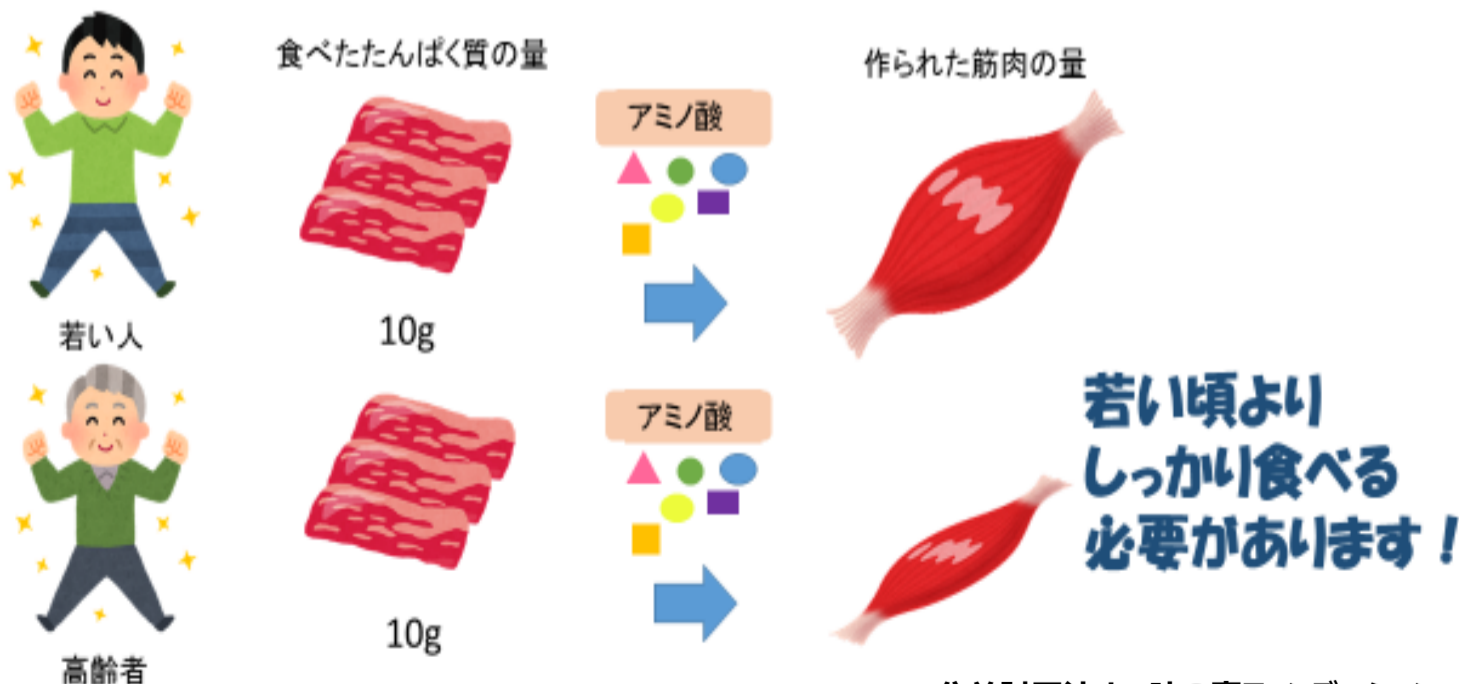 食べたたんぱく質の量
作られた筋肉の量
アミノ酸
10g
若い人
アミノ酸
10g
高齢者
若い頃より
しっかり食べる
必要があります！